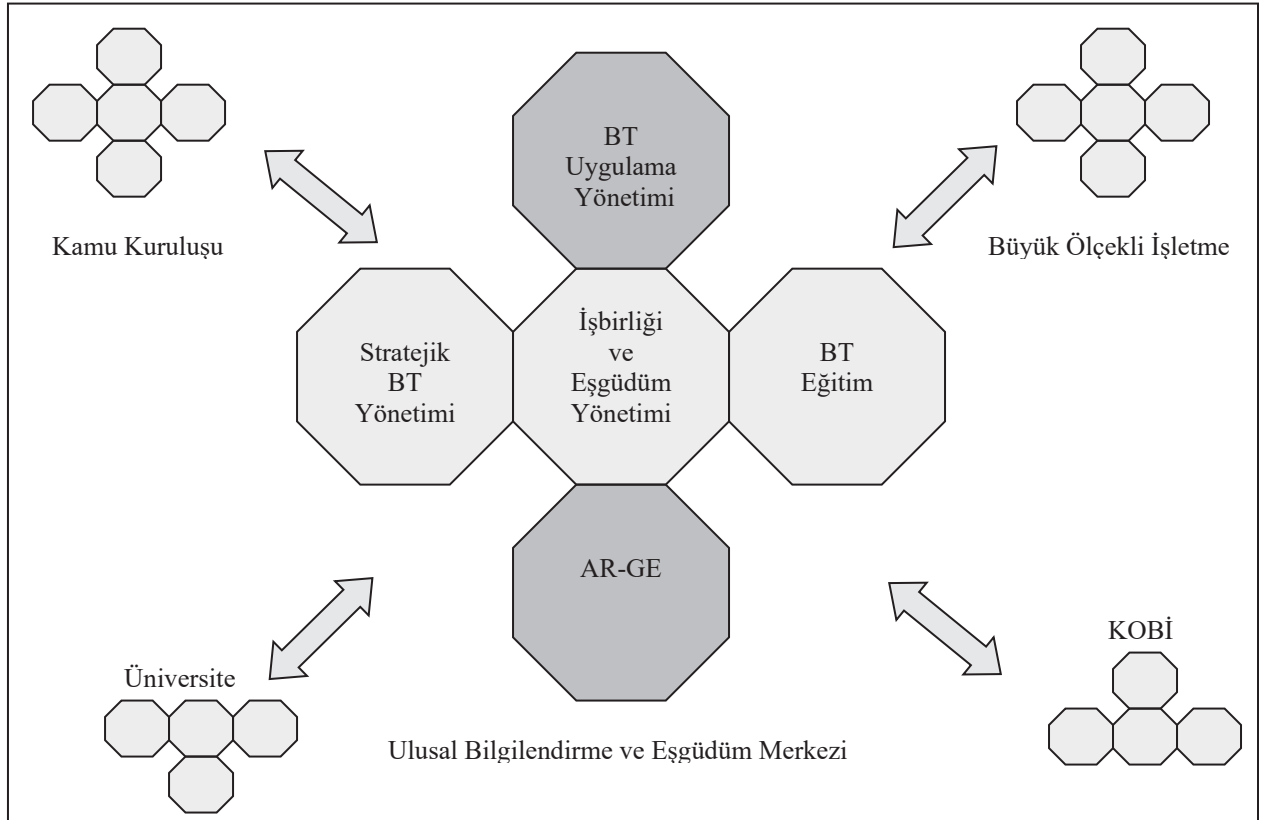 BT
Uygulama
Yönetimi
Kamu Kuruluşu
Büyük Ölçekli İşletme
Stratejik
BT
Yönetimi
İşbirliği
ve
Eşgüdüm
Yönetimi
BT
Eğitim
AR-GE
Üniversite
KOBİ
Ulusal Bilgilendirme ve Eşgüdüm Merkezi